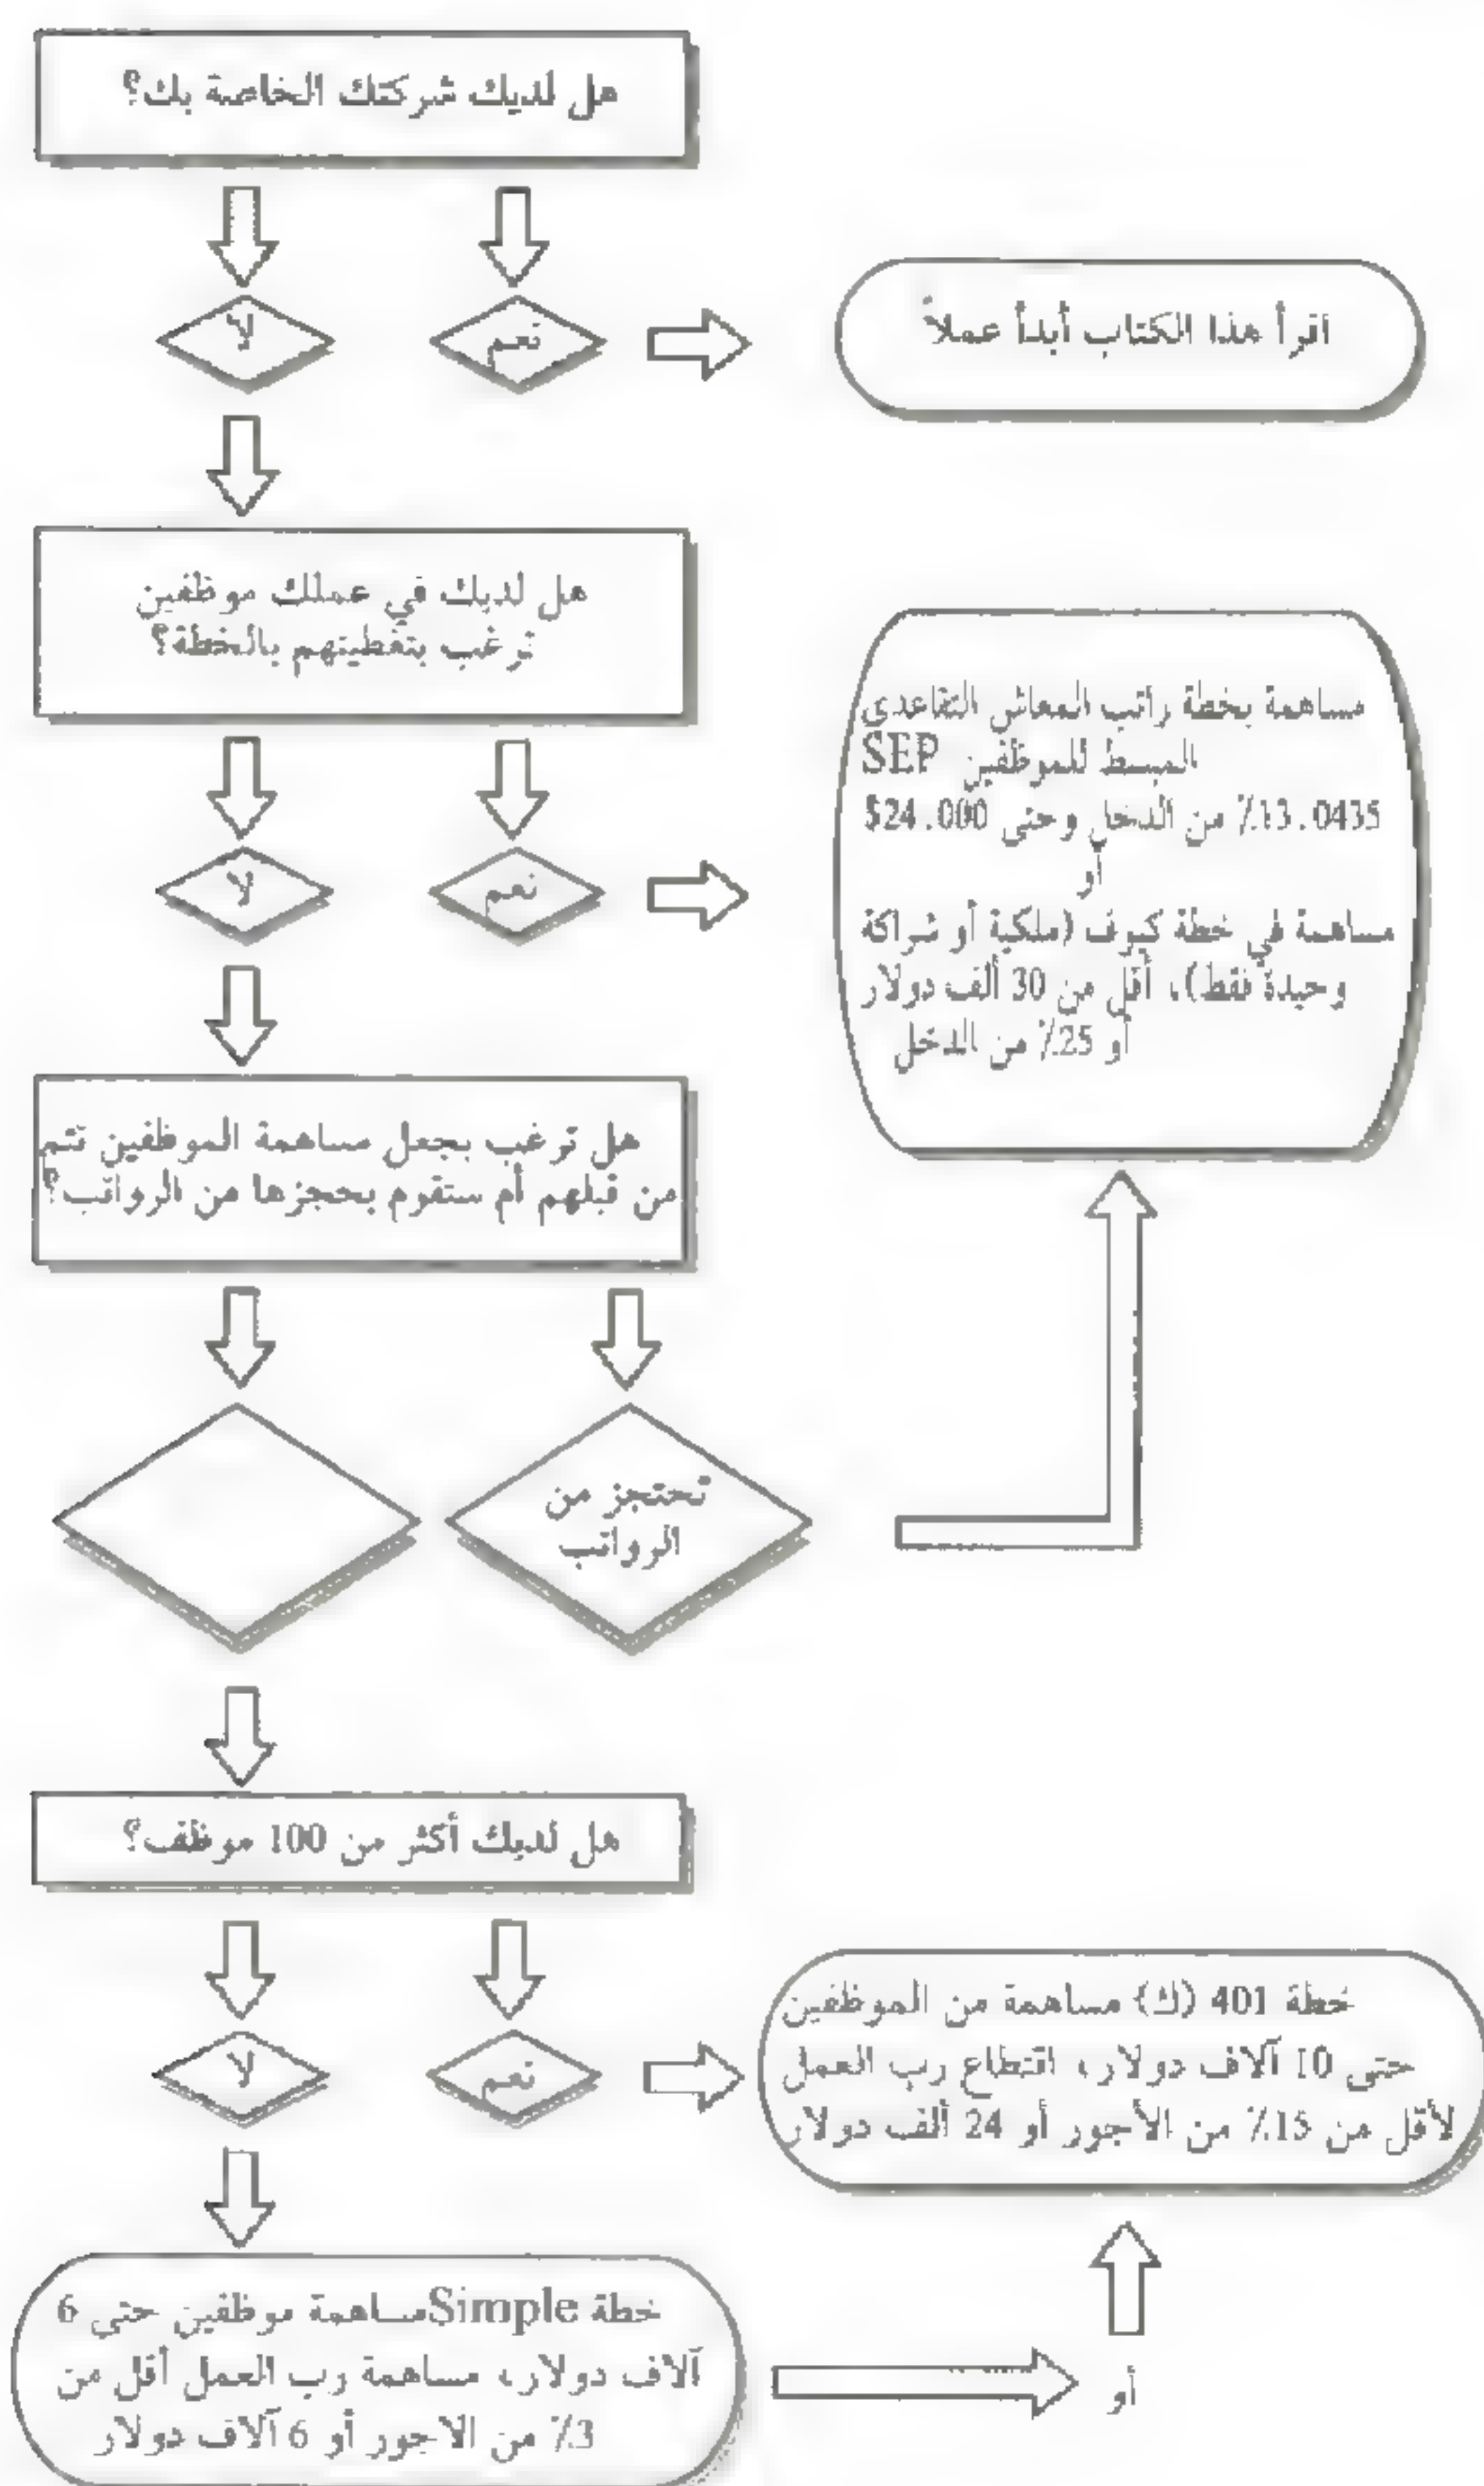 هل لديك شركتك الخاصة بك؟
لا
نعم
اقرأ هذا الكتاب أبدأ عملاً
هل لديك في عملك موظفين
ترغب بتغطيتهم بالخطة؟
لا
نعم
مساهمة بخطة راتب المعاش التقاعدي
المبسط للموظفين SEP
13.0435٪ من الدخل وحتى 24.000$
أو
مساهمة في خطة كيوف (ملكية أو شراكة
وحيدة فقط)، أقل من 30 ألف دولار
أو 25٪ من الدخل
هل ترغب بجعل مساهمة الموظفين تتم
من قبلهم أم ستقوم بحجزها من الرواتب؟
تحتجز من
الرواتب
هل لديك أكثر من 100 موظف؟
لا
نعم
خطة 401 (ك) مساهمة من الموظفين
حتى 10 آلاف دولار، اقتطاع رب العمل
لأقل من 15٪ من الأجور أو 24 ألف دولار
خطة Simple مساهمة موظفين حتى 6
آلاف دولار، مساهمة رب العمل أقل من
3٪ من الاجور أو 6 آلاف دولار
أو